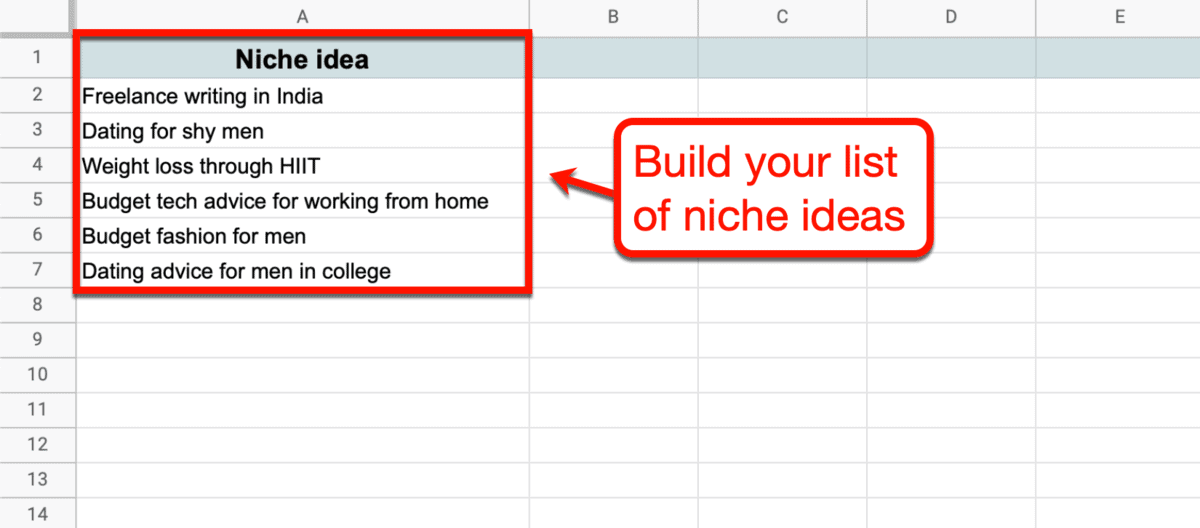 A B C D E
1 Niche idea
2 Freelance writing in India
3 Dating for shy men
4 Weight loss through HIIT
5 Budget tech advice for working from home
6 Budget fashion for men
7 Dating advice for men in college
8
9
10
11
12
13
14
Build your list
of niche ideas